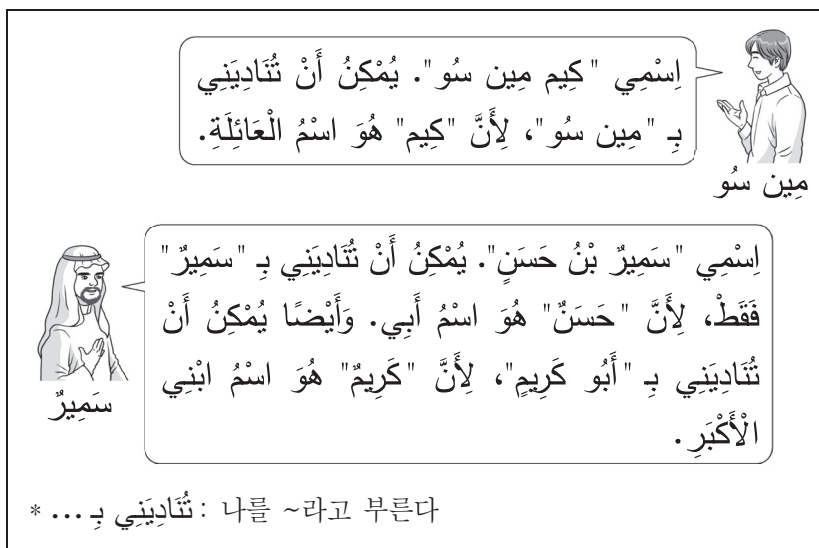 اِسْمِي "كِيم مِين سُو". يُمْكِنُ أَنْ تُنَادِيَنِي
بِـ "مِين سُو"، لِأَنَّ "كِيم" هُوَ اسْمُ الْعَائِلَةِ.
مِين سُو
اِسْمِي "سَمِيرٌ بْنُ حَسَنٍ". يُمْكِنُ أَنْ تُنَادِيَنِي بِـ "سَمِيرٌ"
فَقَطْ، لِأَنَّ "حَسَنٌ" هُوَ اسْمُ أَبِي. وَأَيْضًا يُمْكِنُ أَنْ
تُنَادِيَنِي بِـ "أَبُو كَرِيمٍ"، لِأَنَّ "كَرِيمٌ" هُوَ اسْمُ ابْنِي
الْأَكْبَرِ.
سَمِيرٌ
* تُنَادِيَنِي بِـ ... : 나를 ~라고 부른다